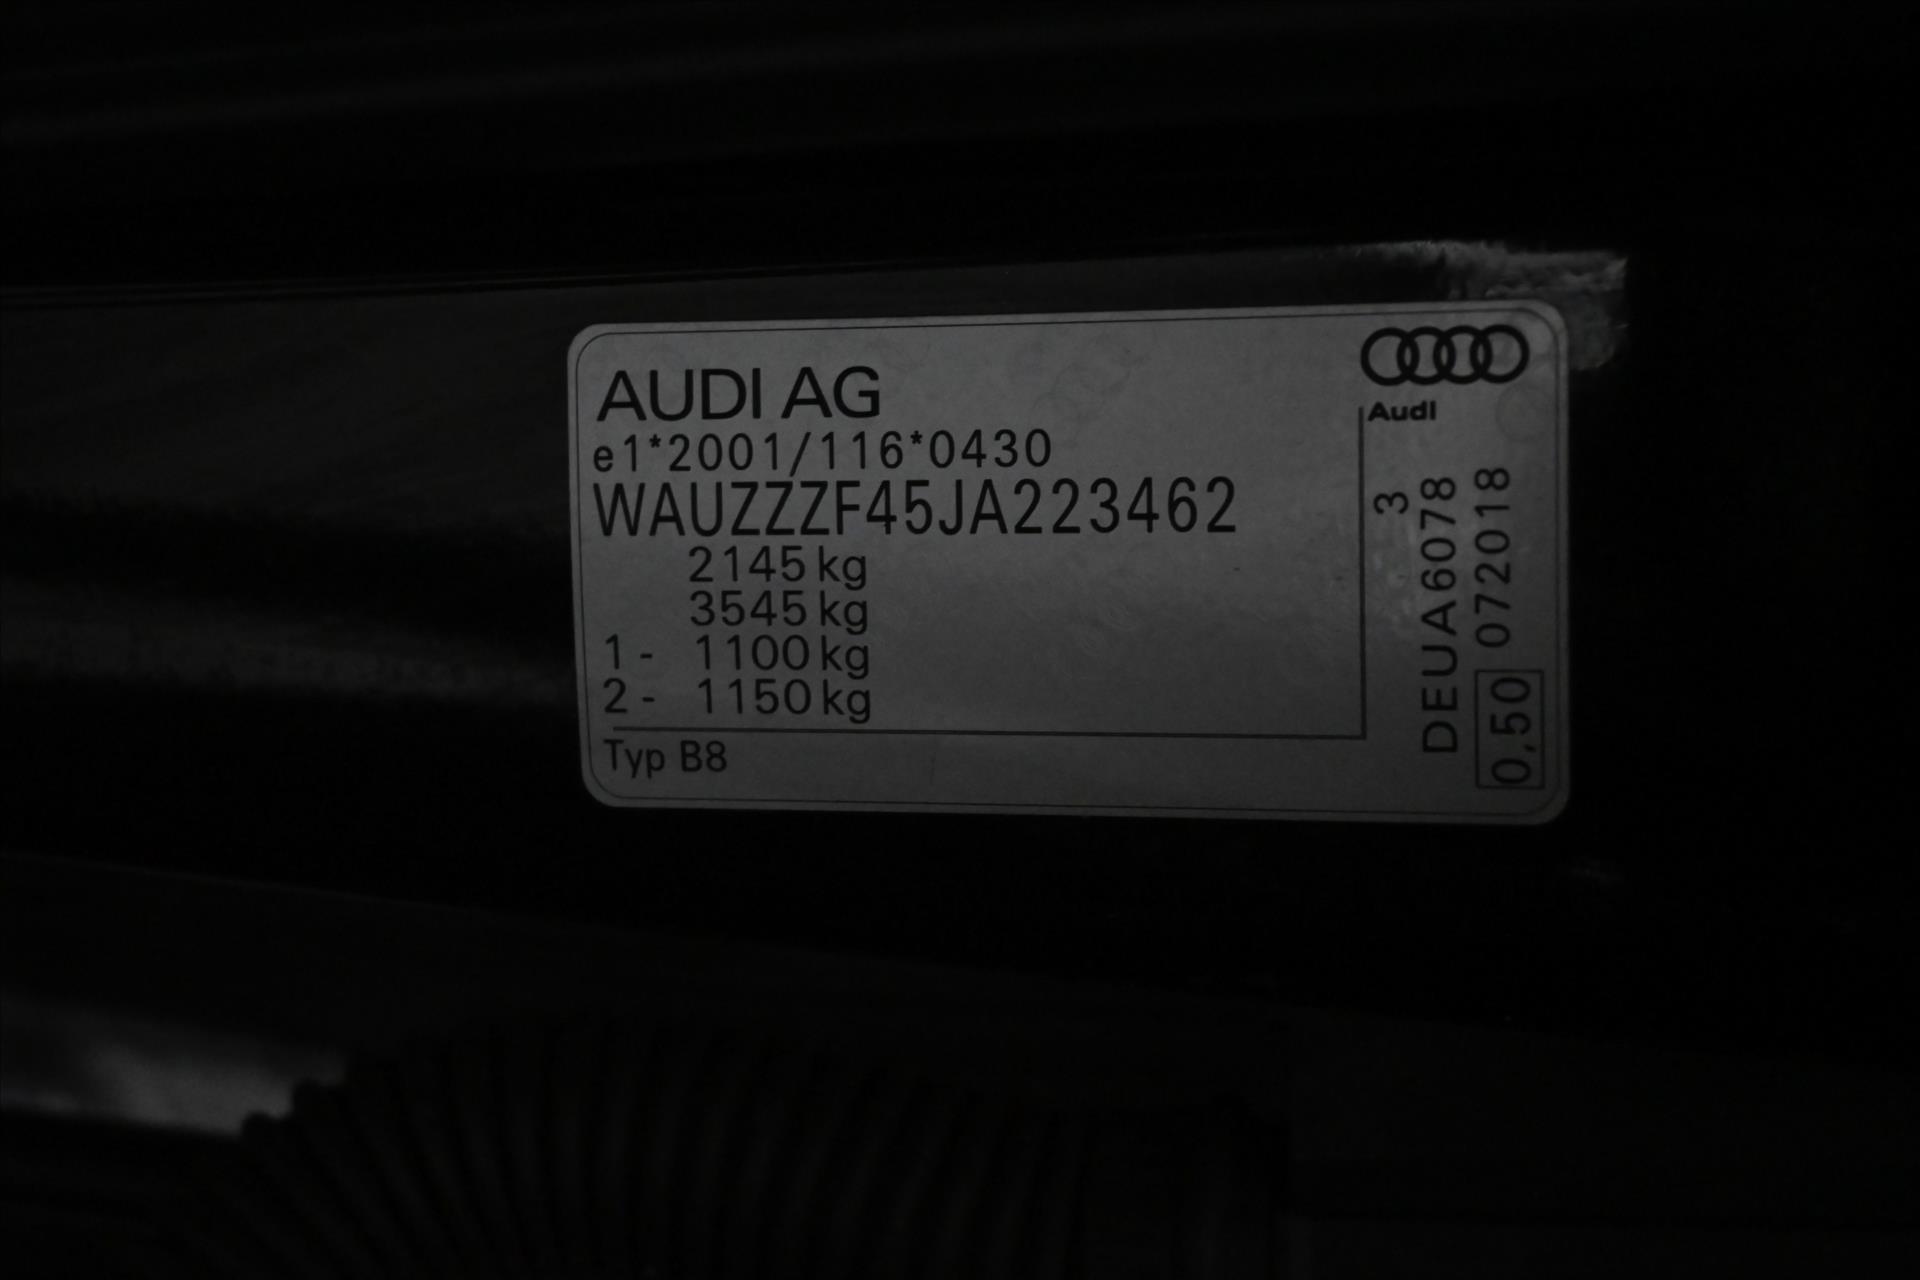 AUDI AG
e1*2001/116*0430
WAUZZZF45JA223462
2145 kg
3545 kg
1 - 1100 kg
2 - 1150 kg
Typ B8
Audi
3
DEUA6078
0,50 072018